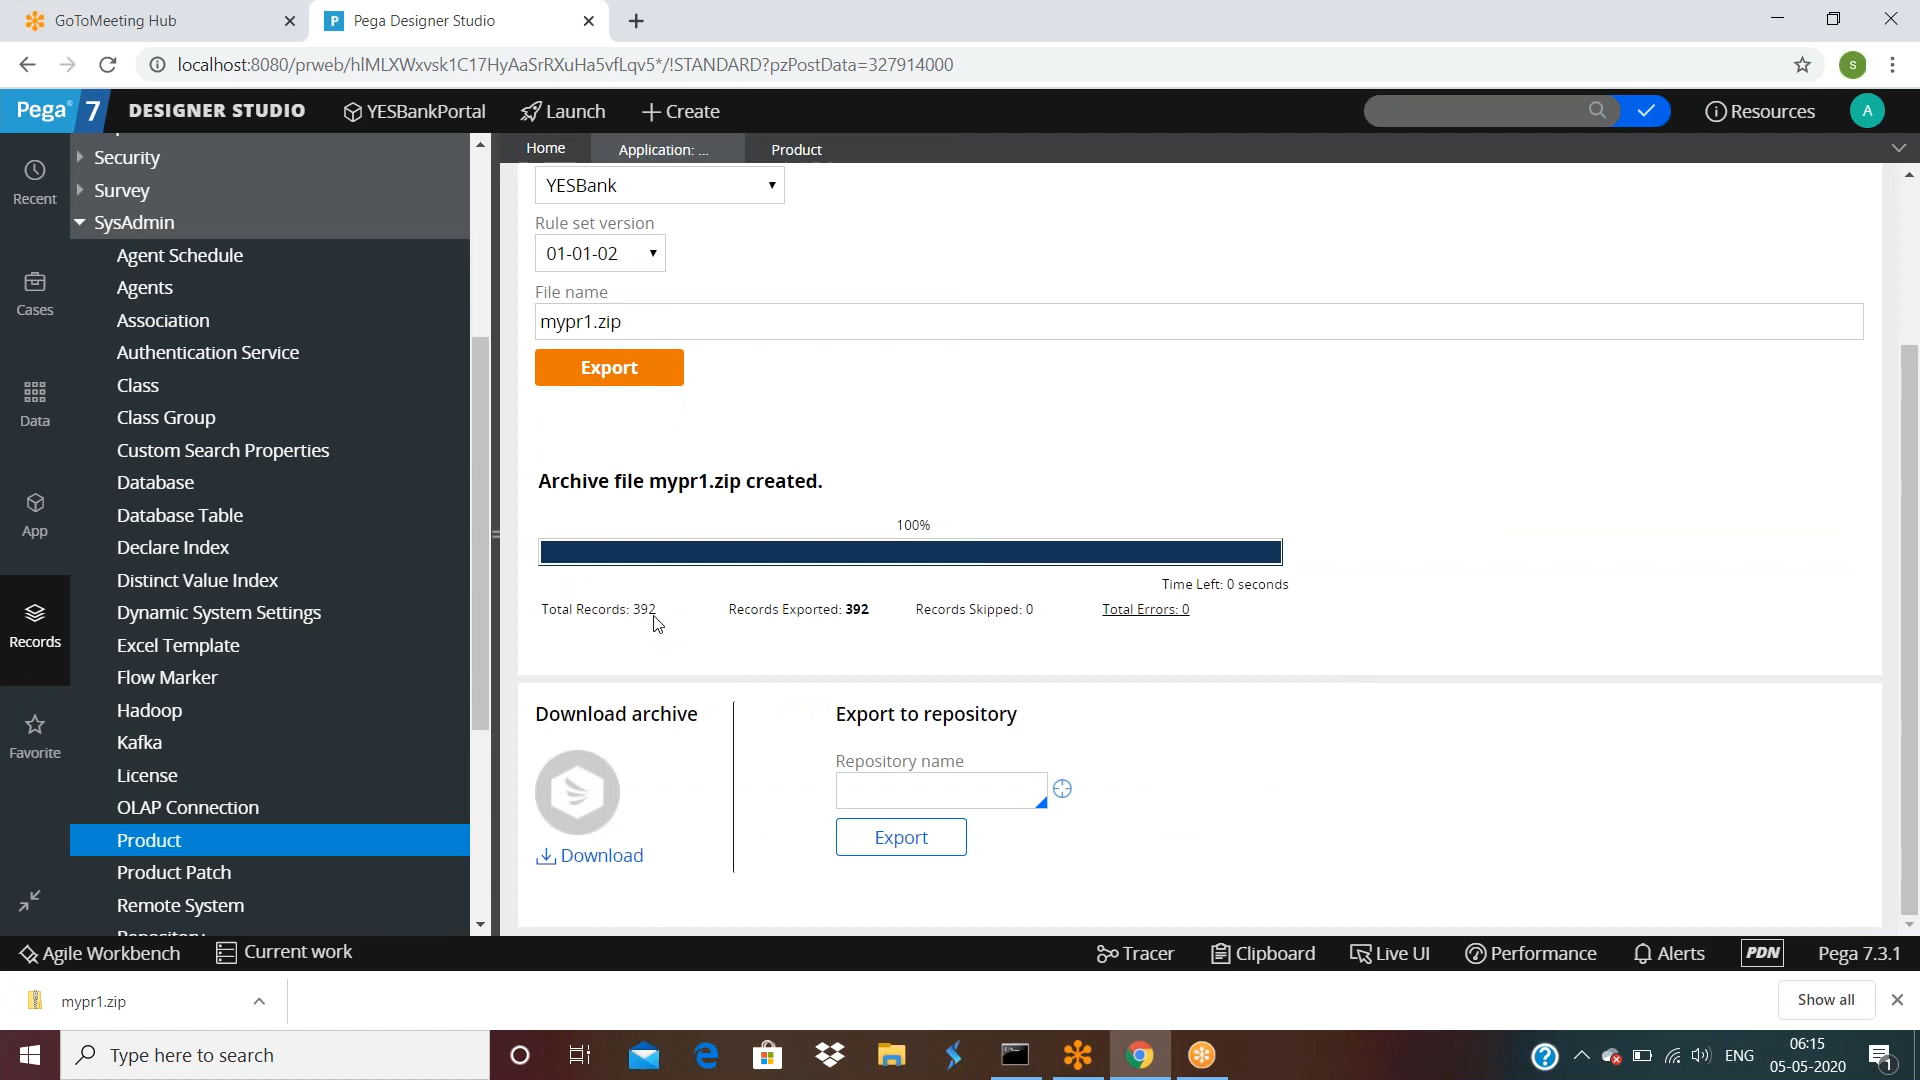 GoToMeeting Hub
Pega Designer Studio
localhost:8080/prweb/hIMLXWxvsk1C17HyAaSrRXuHa5vfLqv5*/!STANDARD?pzPostData=327914000
S
Pega 7
DESIGNER STUDIO
YESBankPortal
Launch
Create
Resources
A
Home
Application: ...
Product
Recent
Cases
Data
App
Records
Favorite
Security
Survey
SysAdmin
Agent Schedule
Agents
Association
Authentication Service
Class
Class Group
Custom Search Properties
Database
Database Table
Declare Index
Distinct Value Index
Dynamic System Settings
Excel Template
Flow Marker
Hadoop
Kafka
License
OLAP Connection
Product
Product Patch
Remote System
YESBank
Rule set version
01-01-02
File name
mypr1.zip
Export
Archive file mypr1.zip created.
100%
Time Left: 0 seconds
Total Records: 392
Records Exported: 392
Records Skipped: 0
Total Errors: 0
Download archive
Download
Export to repository
Repository name
Export
Agile Workbench
Current work
Tracer
Clipboard
Live UI
Performance
Alerts
PDN
Pega 7.3.1
mypr1.zip
Show all
Type here to search
ENG
06:15
05-05-2020
1